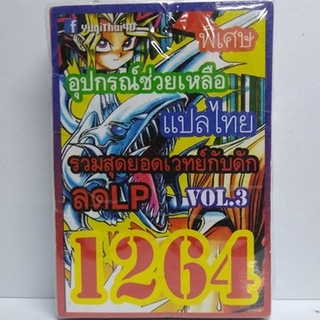 f YugiThai4U
พิเศษ
อุปกรณ์ช่วยเหลือ
แปลไทย
รวมสุดยอดเวทย์กับดัก
ลดLP
VOL.3
1264